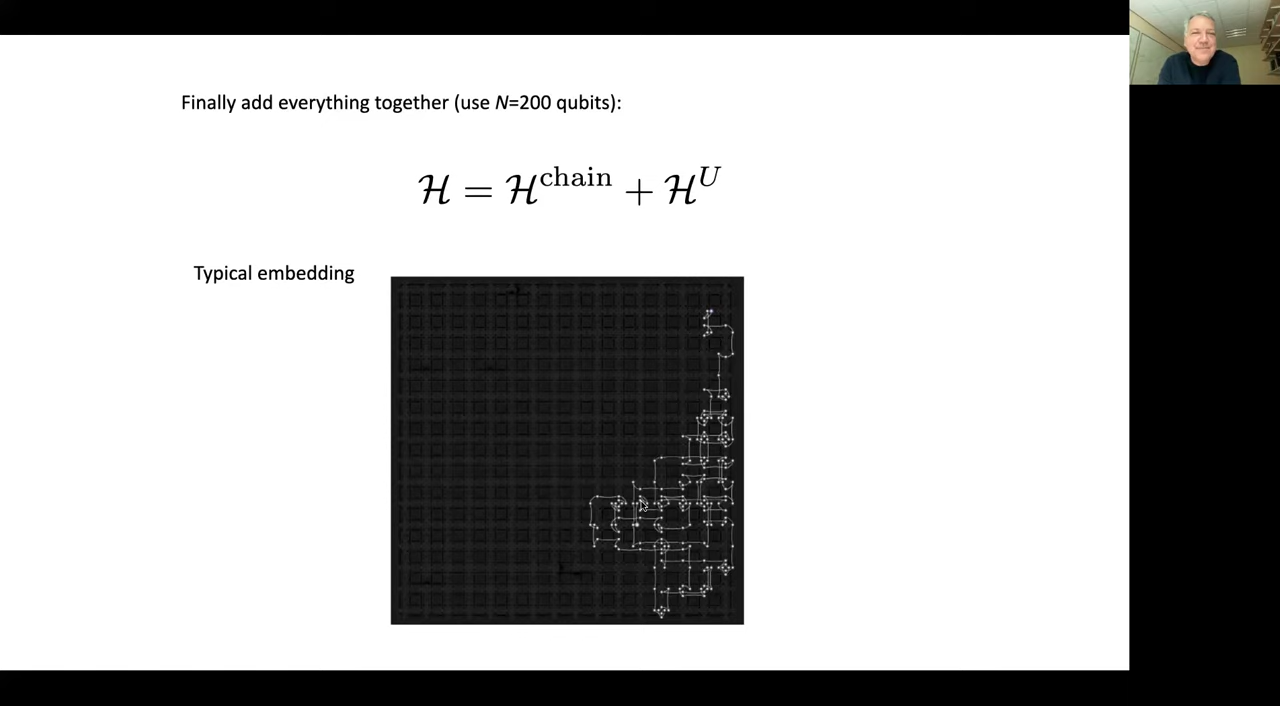 Finally add everything together (use N=200 qubits):
ℋ = ℋ^chain + ℋ^U
Typical embedding